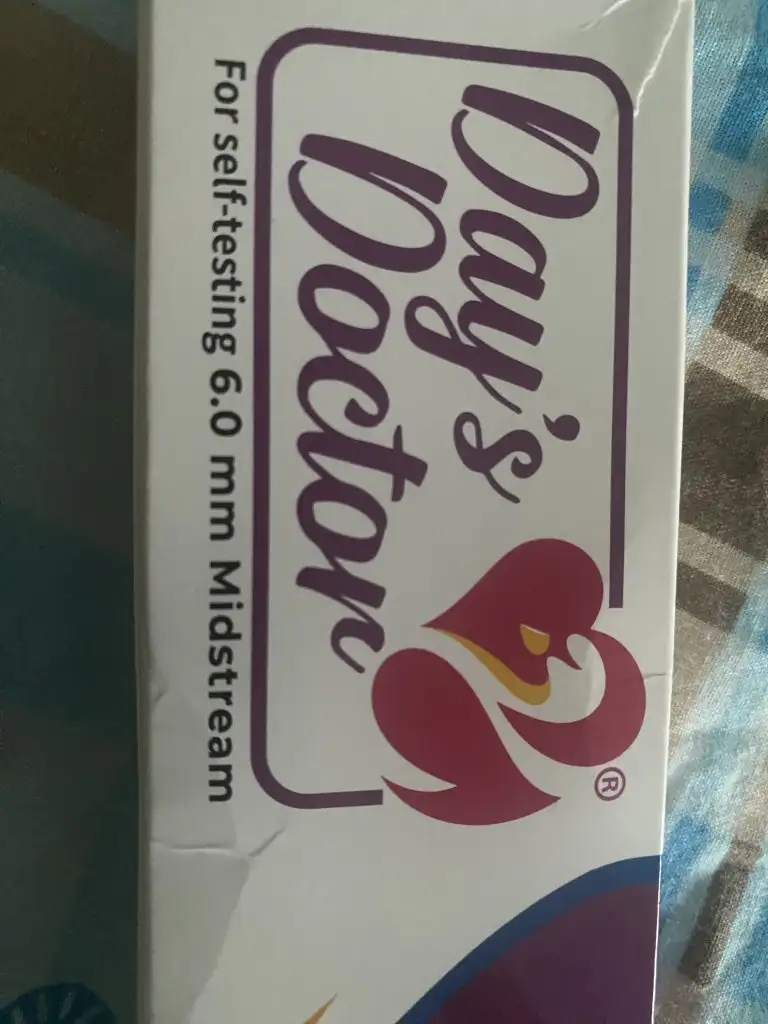 Day's
Doctor
®
For self-testing 6.0 mm Midstream